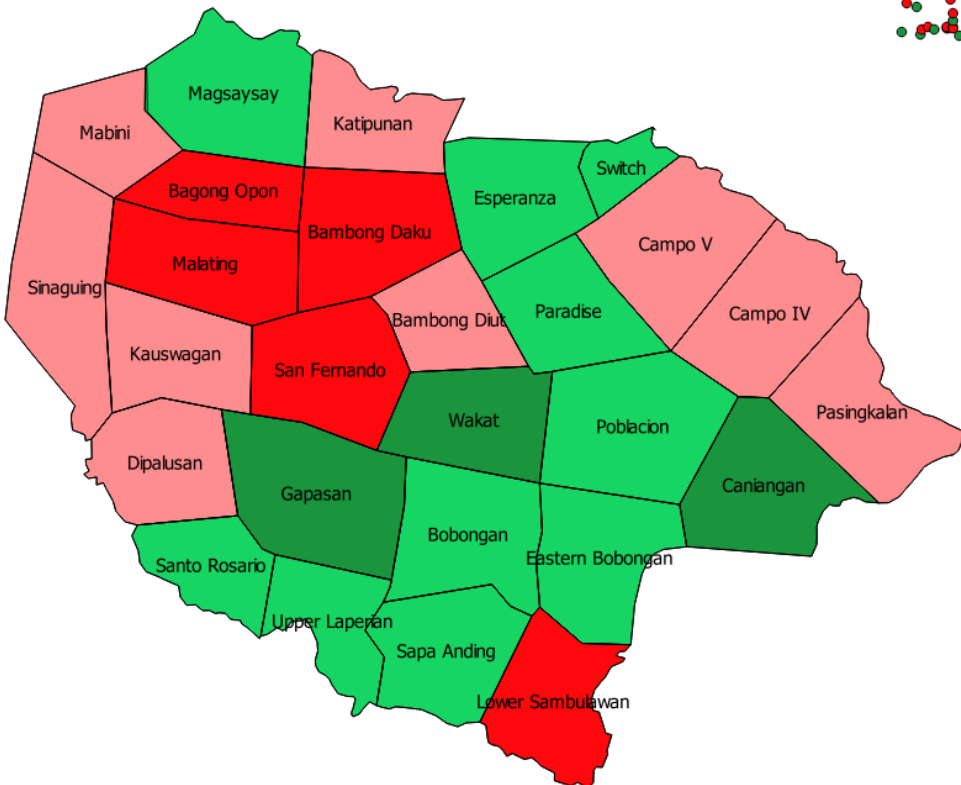 Magsaysay
Katipunan
Mabini
Switch
Bagong Opon
Esperanza
Bambong Daku
Campo V
Malating
Sinaguing
Paradise
Campo IV
Bambong Diut
Kauswagan
San Fernando
Pasingkalan
Wakat
Poblacion
Dipalusan
Caniangan
Gapasan
Bobongan
Eastern Bobongan
Santo Rosario
Upper Laperian
Sapa Anding
Lower Sambulawan